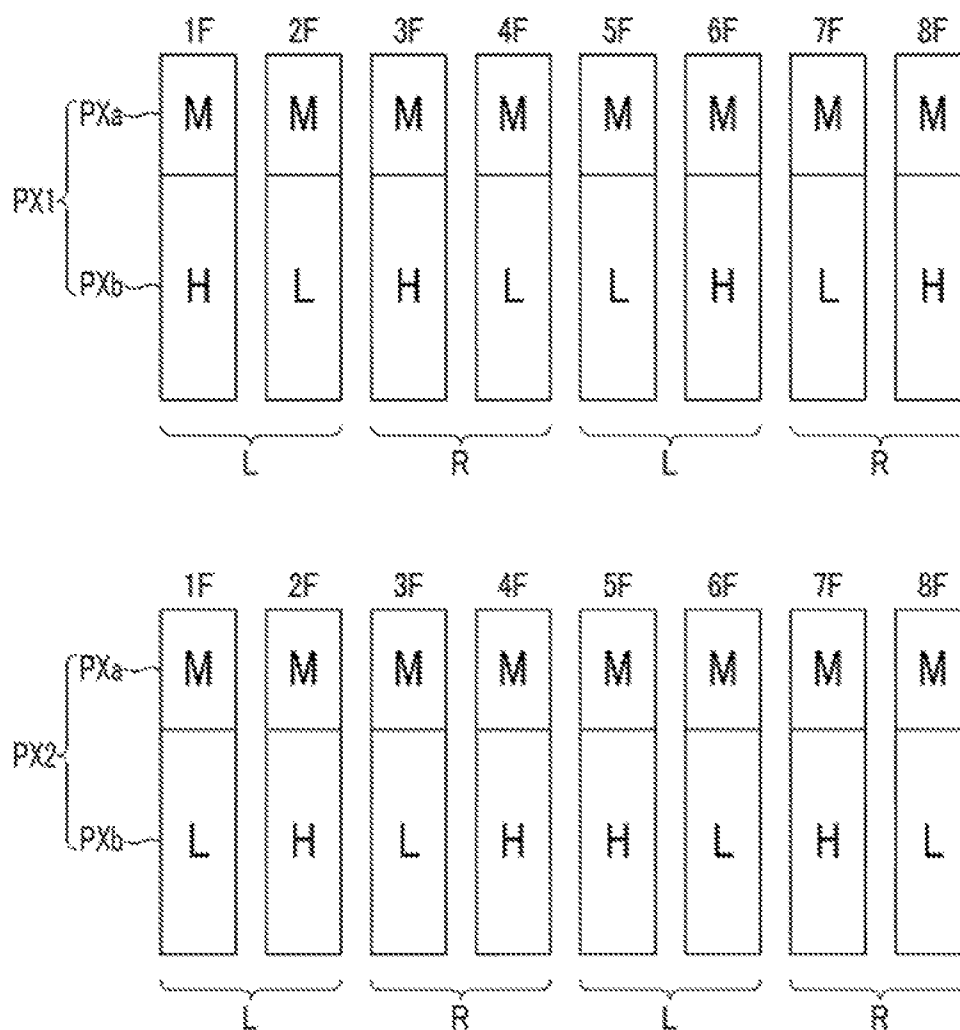 1F 2F 3F 4F 5F 6F 7F 8F
PXa M M M M M M M M
PX1
PXb H L H L L H L H
L R L R
1F 2F 3F 4F 5F 6F 7F 8F
PXa M M M M M M M M
PX2
PXb L H L H H L H L
L R L R